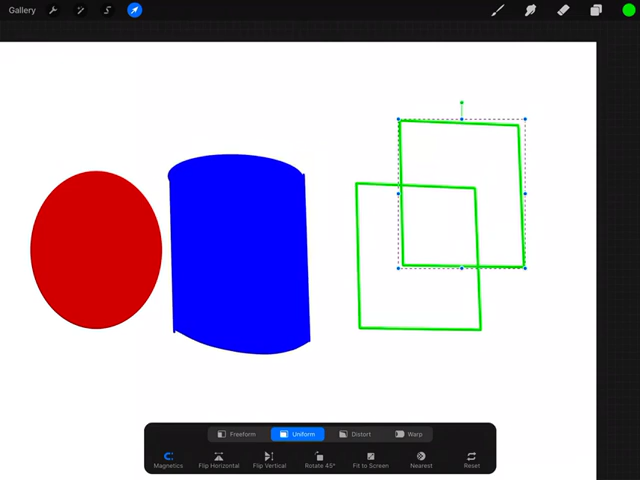 Gallery
Freeform Uniform Distort Warp
Magnetics Flip Horizontal Flip Vertical Rotate 45° Fit to Screen Nearest Reset